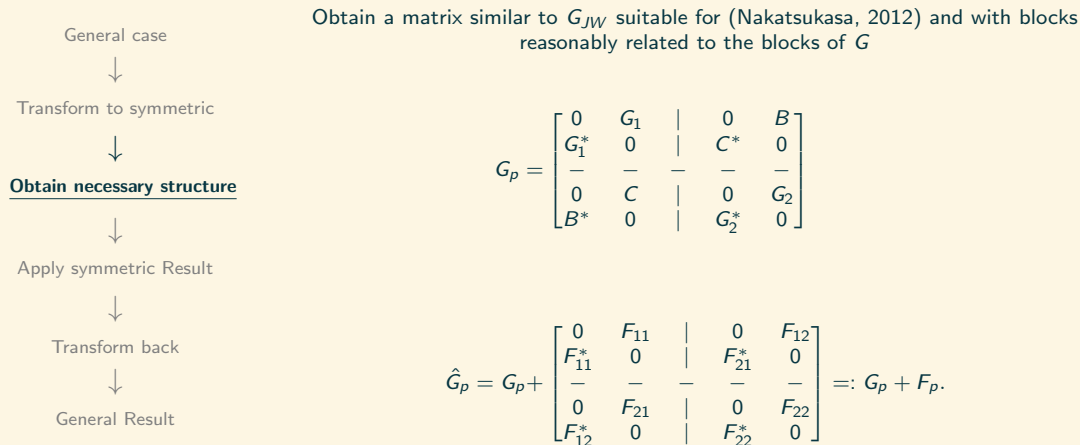 General case
↓
Transform to symmetric
↓
Obtain necessary structure
↓
Apply symmetric Result
↓
Transform back
↓
General Result
Obtain a matrix similar to G_{JW} suitable for (Nakatsukasa, 2012) and with blocks
reasonably related to the blocks of G
G_p = [ 0 G_1 | 0 B
G_1^* 0 | C^* 0
− − − − −
0 C | 0 G_2
B^* 0 | G_2^* 0 ]
Ĝ_p = G_p + [ 0 F_{11} | 0 F_{12}
F_{11}^* 0 | F_{21}^* 0
− − − − −
0 F_{21} | 0 F_{22}
F_{12}^* 0 | F_{22}^* 0 ] =: G_p + F_p.